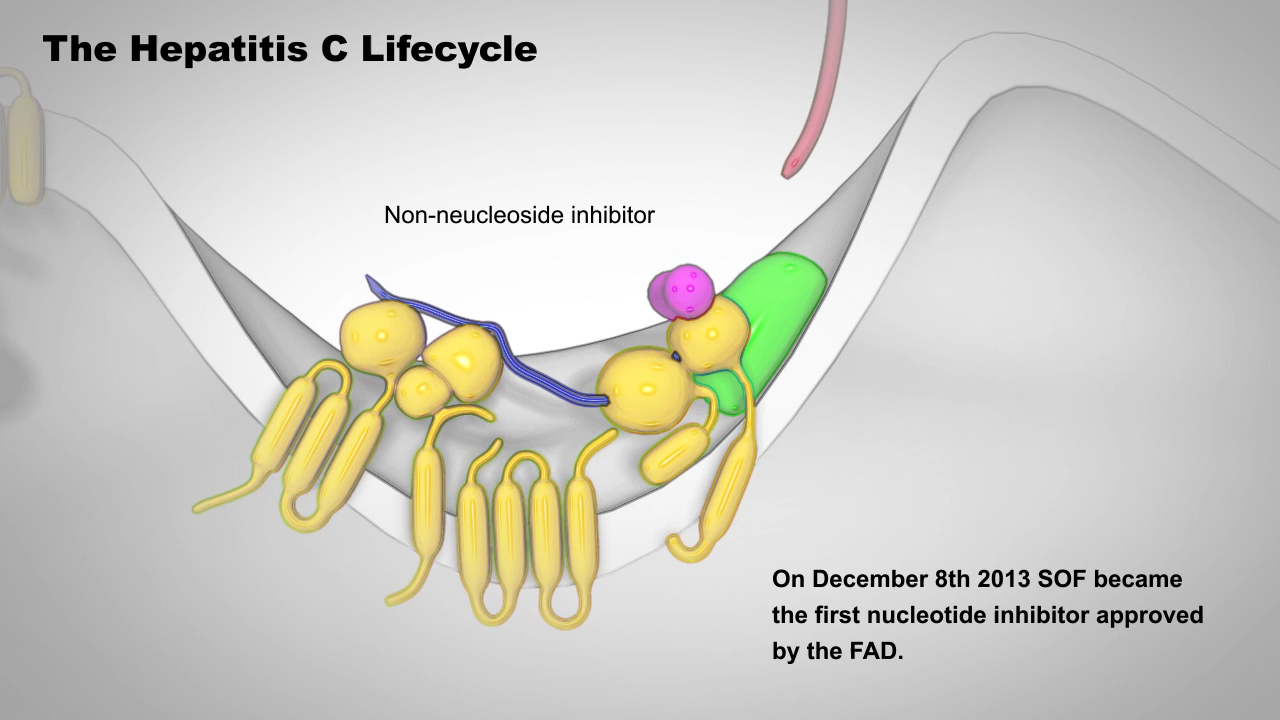 The Hepatitis C Lifecycle
Non-neucleoside inhibitor
On December 8th 2013 SOF became
the first nucleotide inhibitor approved
by the FAD.